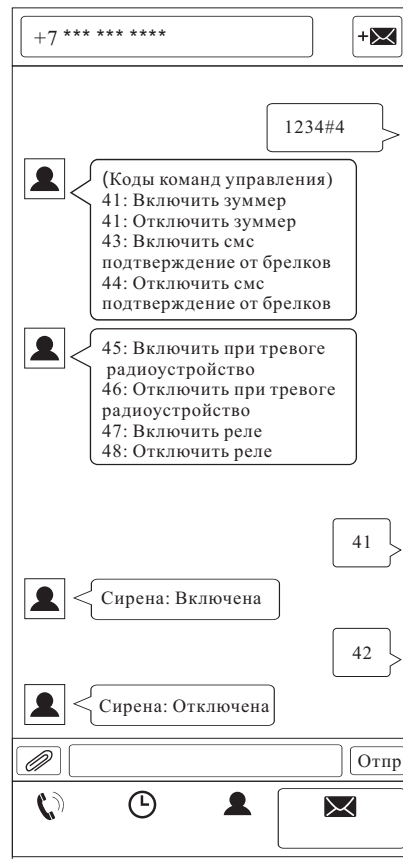 +7 *** *** ****
1234#4
(Коды команд управления)
41: Включить зуммер
41: Отключить зуммер
43: Включить смс
подтверждение от брелков
44: Отключить смс
подтверждение от брелков
45: Включить при тревоге
радиоустройство
46: Отключить при тревоге
радиоустройство
47: Включить реле
48: Отключить реле
41
Сирена: Включена
42
Сирена: Отключена
Отпр